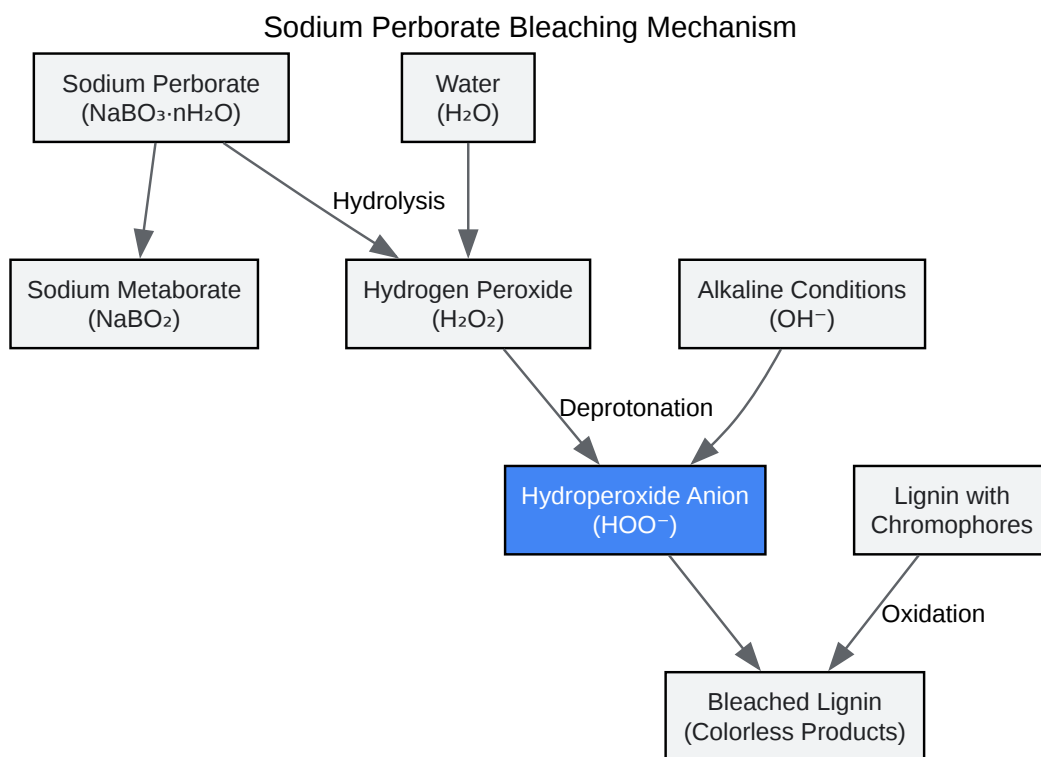 Sodium Perborate Bleaching Mechanism
Sodium Perborate
(NaBO₃·nH₂O)
Water
(H₂O)
Hydrolysis
Sodium Metaborate
(NaBO₂)
Hydrogen Peroxide
(H₂O₂)
Alkaline Conditions
(OH⁻)
Deprotonation
Hydroperoxide Anion
(HOO⁻)
Lignin with
Chromophores
Oxidation
Bleached Lignin
(Colorless Products)